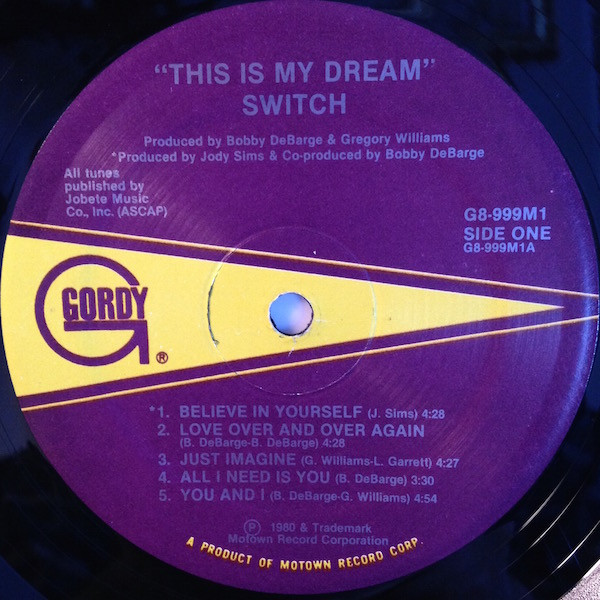 "THIS IS MY DREAM"
SWITCH
Produced by Bobby DeBarge & Gregory Williams
*Produced by Jody Sims & Co-produced by Bobby DeBarge
All tunes
published by
Jobete Music
Co., Inc. (ASCAP)
G8-999M1
SIDE ONE
G8-999M1A
GORDY
G ®
*1. BELIEVE IN YOURSELF (J. Sims) 4:28
2. LOVE OVER AND OVER AGAIN
(B. DeBarge-B. DeBarge) 4:28
3. JUST IMAGINE (G. Williams-L. Garrett) 4:27
4. ALL I NEED IS YOU (B. DeBarge) 3:30
5. YOU AND I (B. DeBarge-G. Williams) 4:54
℗ 1980 & Trademark
Motown Record Corporation
A PRODUCT OF MOTOWN RECORD CORP.